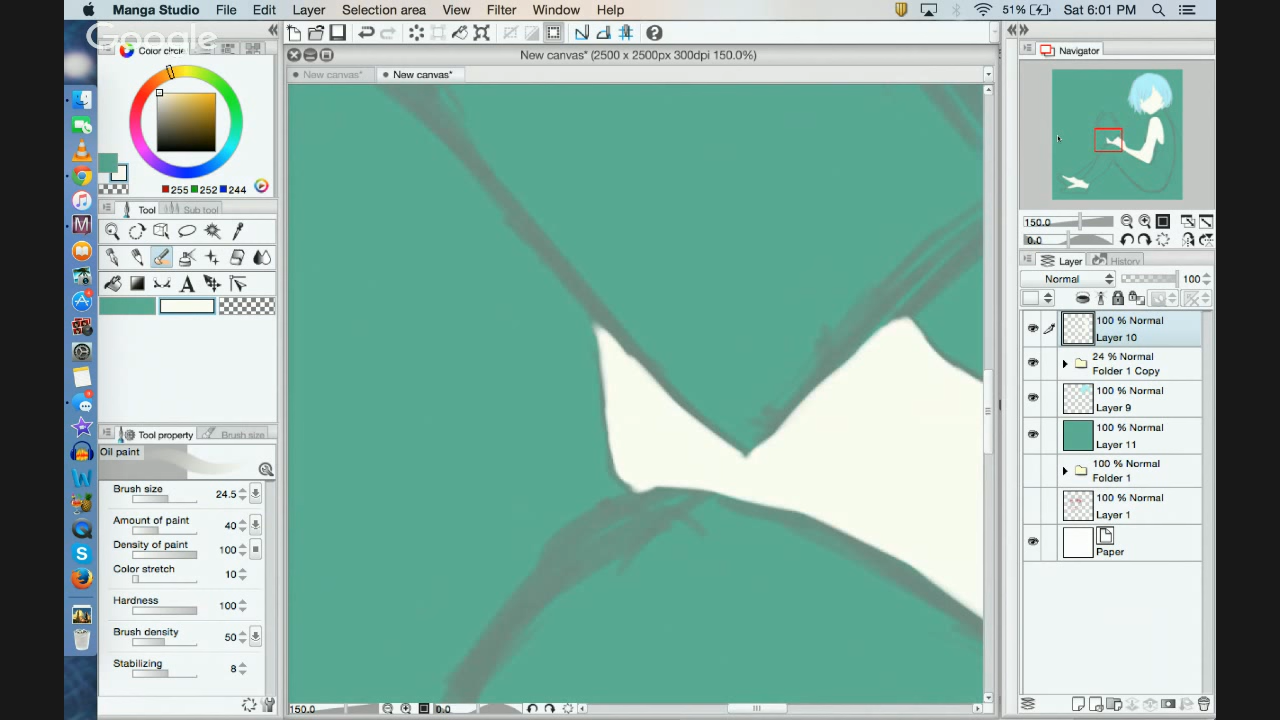 Manga Studio File Edit Layer Selection area View Filter Window Help 51% Sat 6:01 PM
Google
Color circle
255 252 244
Tool Sub tool
Tool property Brush size
Oil paint
Brush size 24.5
Amount of paint 40
Density of paint 100
Color stretch 10
Hardness 100
Brush density 50
Stabilizing 8
New canvas* (2500 x 2500px 300dpi 150.0%)
New canvas* New canvas*
150.0 0.0
Navigator
150.0
0.0
Layer History
Normal 100
100 % Normal
Layer 10
24 % Normal
Folder 1 Copy
100 % Normal
Layer 9
100 % Normal
Layer 11
100 % Normal
Folder 1
100 % Normal
Layer 1
Paper